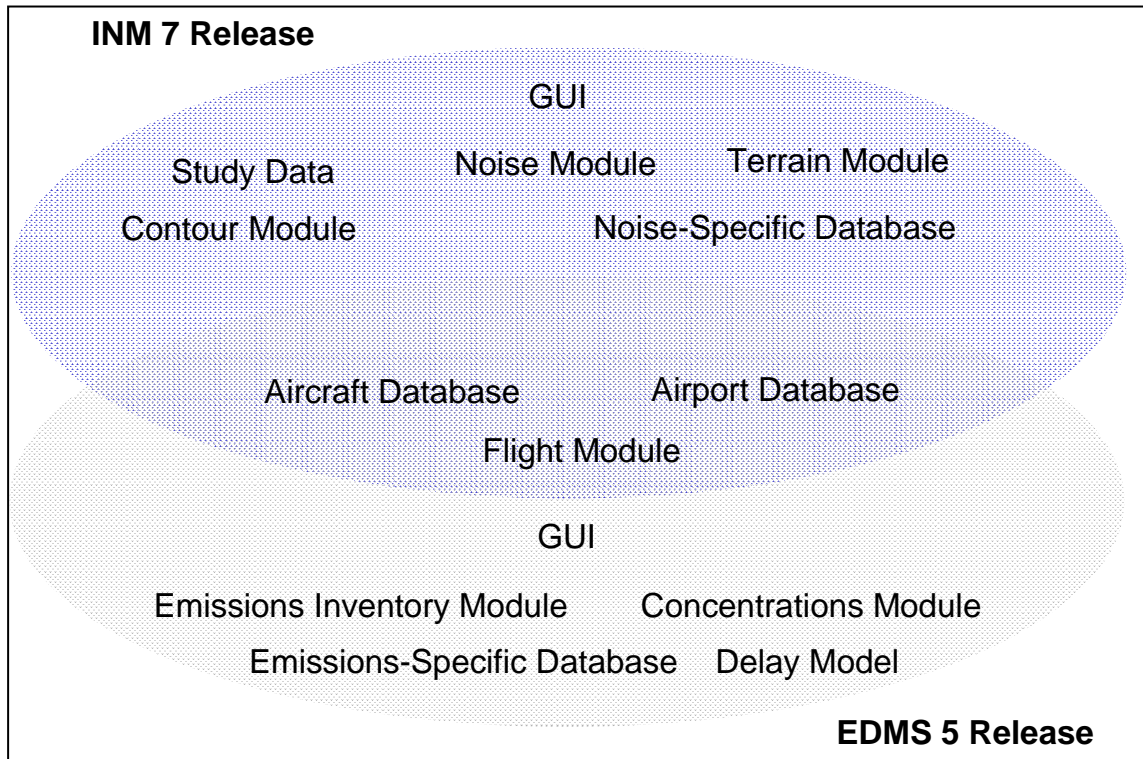 INM 7 Release
GUI
Study Data
Noise Module
Terrain Module
Contour Module
Noise-Specific Database
Aircraft Database
Airport Database
Flight Module
GUI
Emissions Inventory Module
Concentrations Module
Emissions-Specific Database
Delay Model
EDMS 5 Release